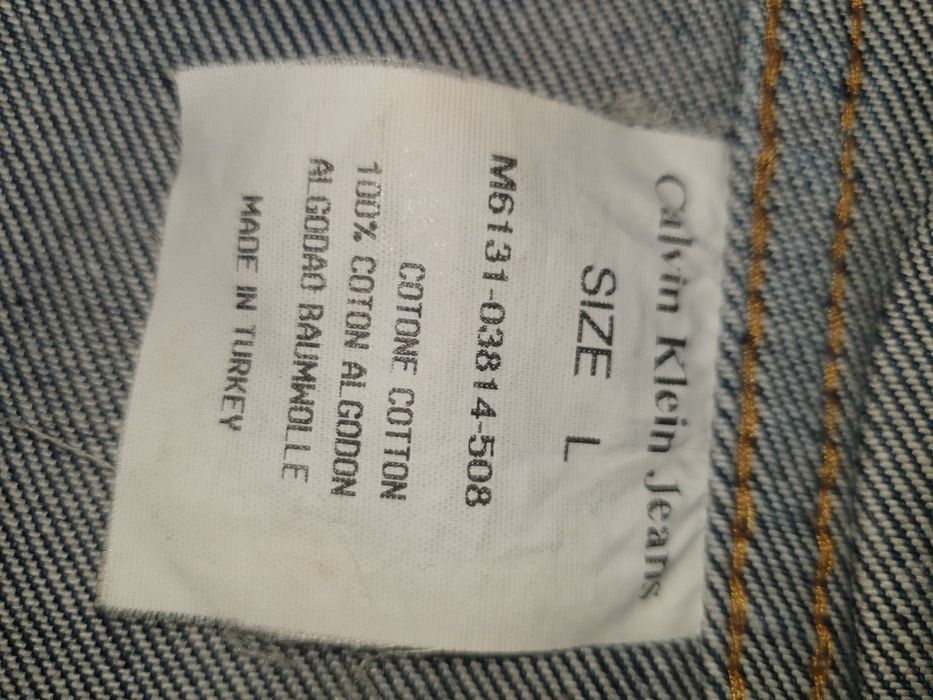 Calvin Klein Jeans
SIZE L
M6131-03814-508
COTONE COTTON
100% COTON ALGODON
ALGODAO BAUMWOLLE
MADE IN TURKEY